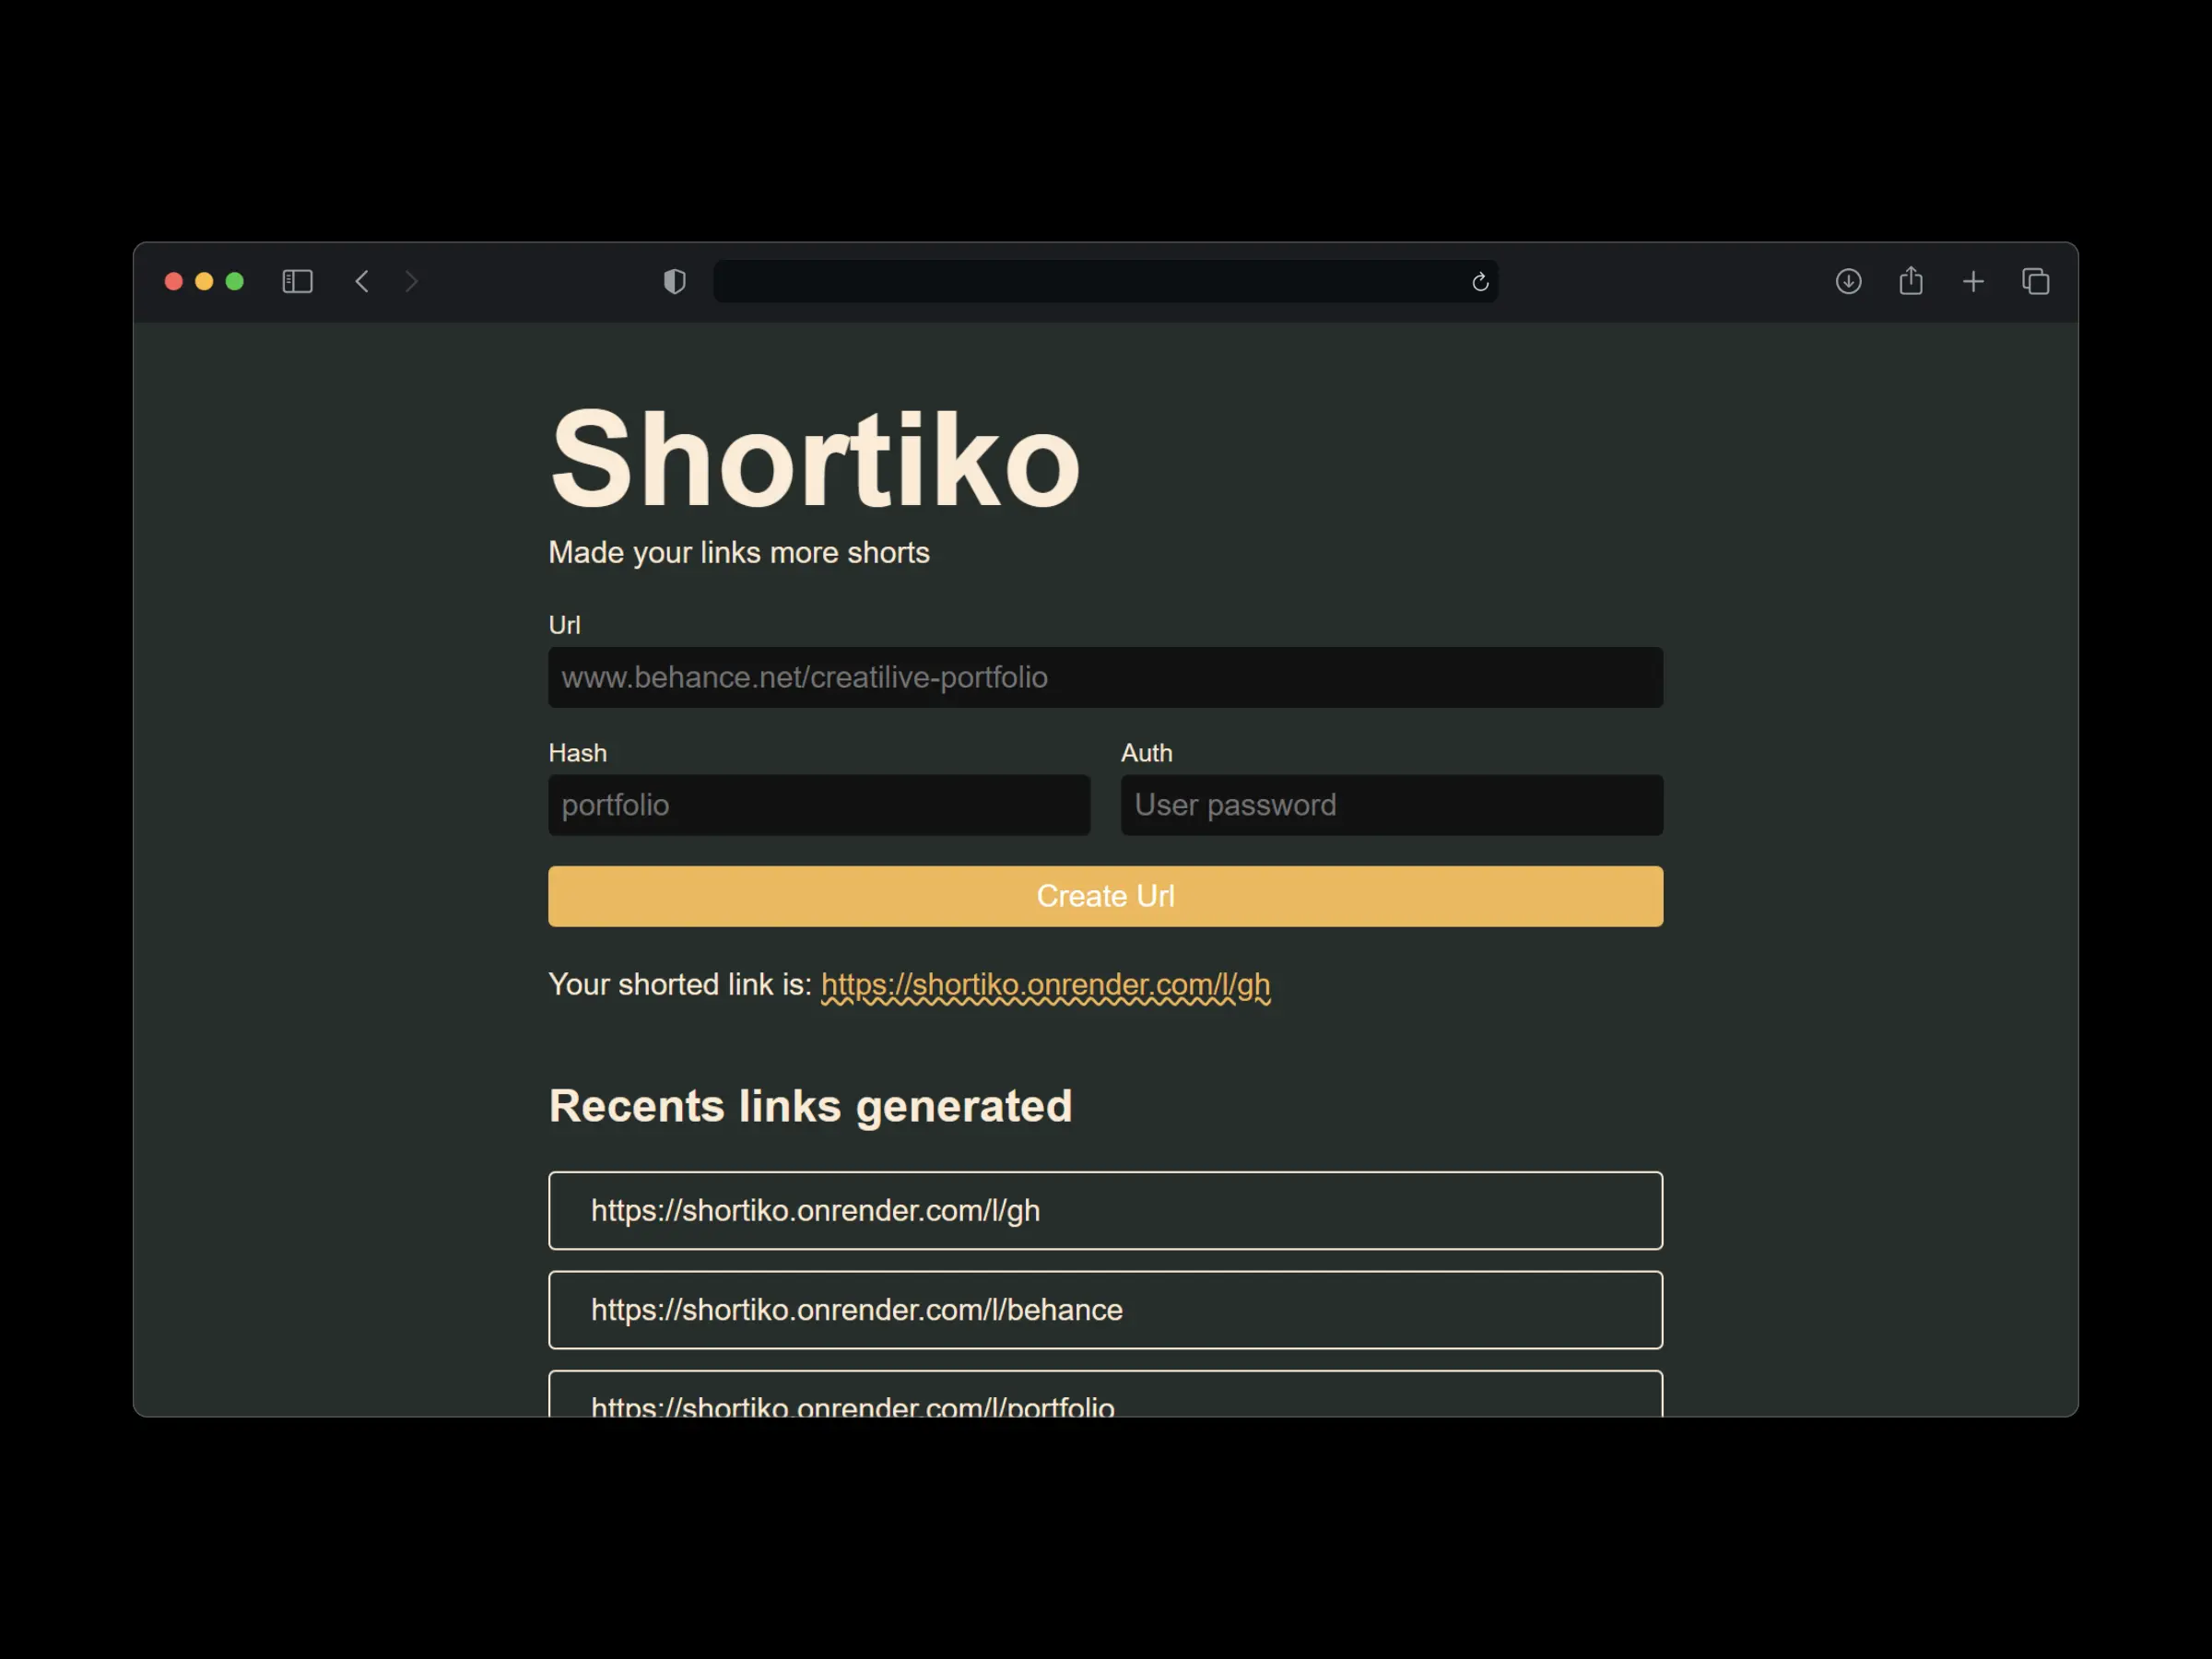 Shortiko
Made your links more shorts
Url
www.behance.net/creatilive-portfolio
Hash
Auth
portfolio
User password
Create Url
Your shorted link is: https://shortiko.onrender.com/l/gh
Recents links generated
https://shortiko.onrender.com/l/gh
https://shortiko.onrender.com/l/behance
https://shortiko.onrender.com/l/portfolio